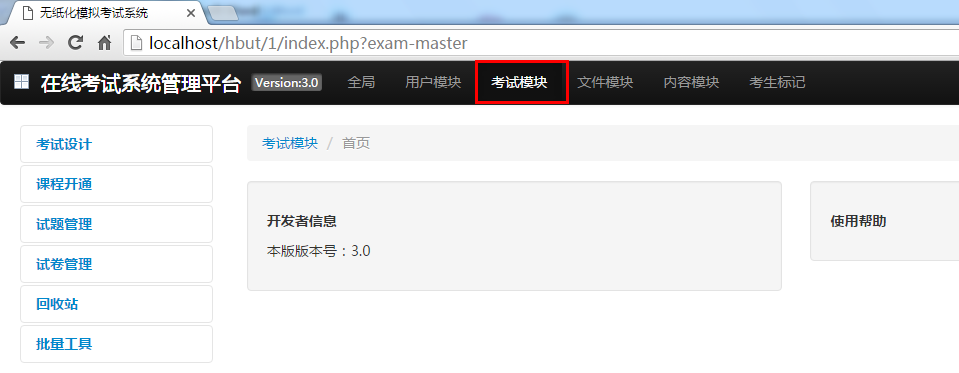 无纸化模拟考试系统
localhost/hbut/1/index.php?exam-master
在线考试系统管理平台 Version:3.0 全局 用户模块 考试模块 文件模块 内容模块 考生标记
考试设计
课程开通
试题管理
试卷管理
回收站
批量工具
考试模块 / 首页
开发者信息
本版版本号：3.0
使用帮助